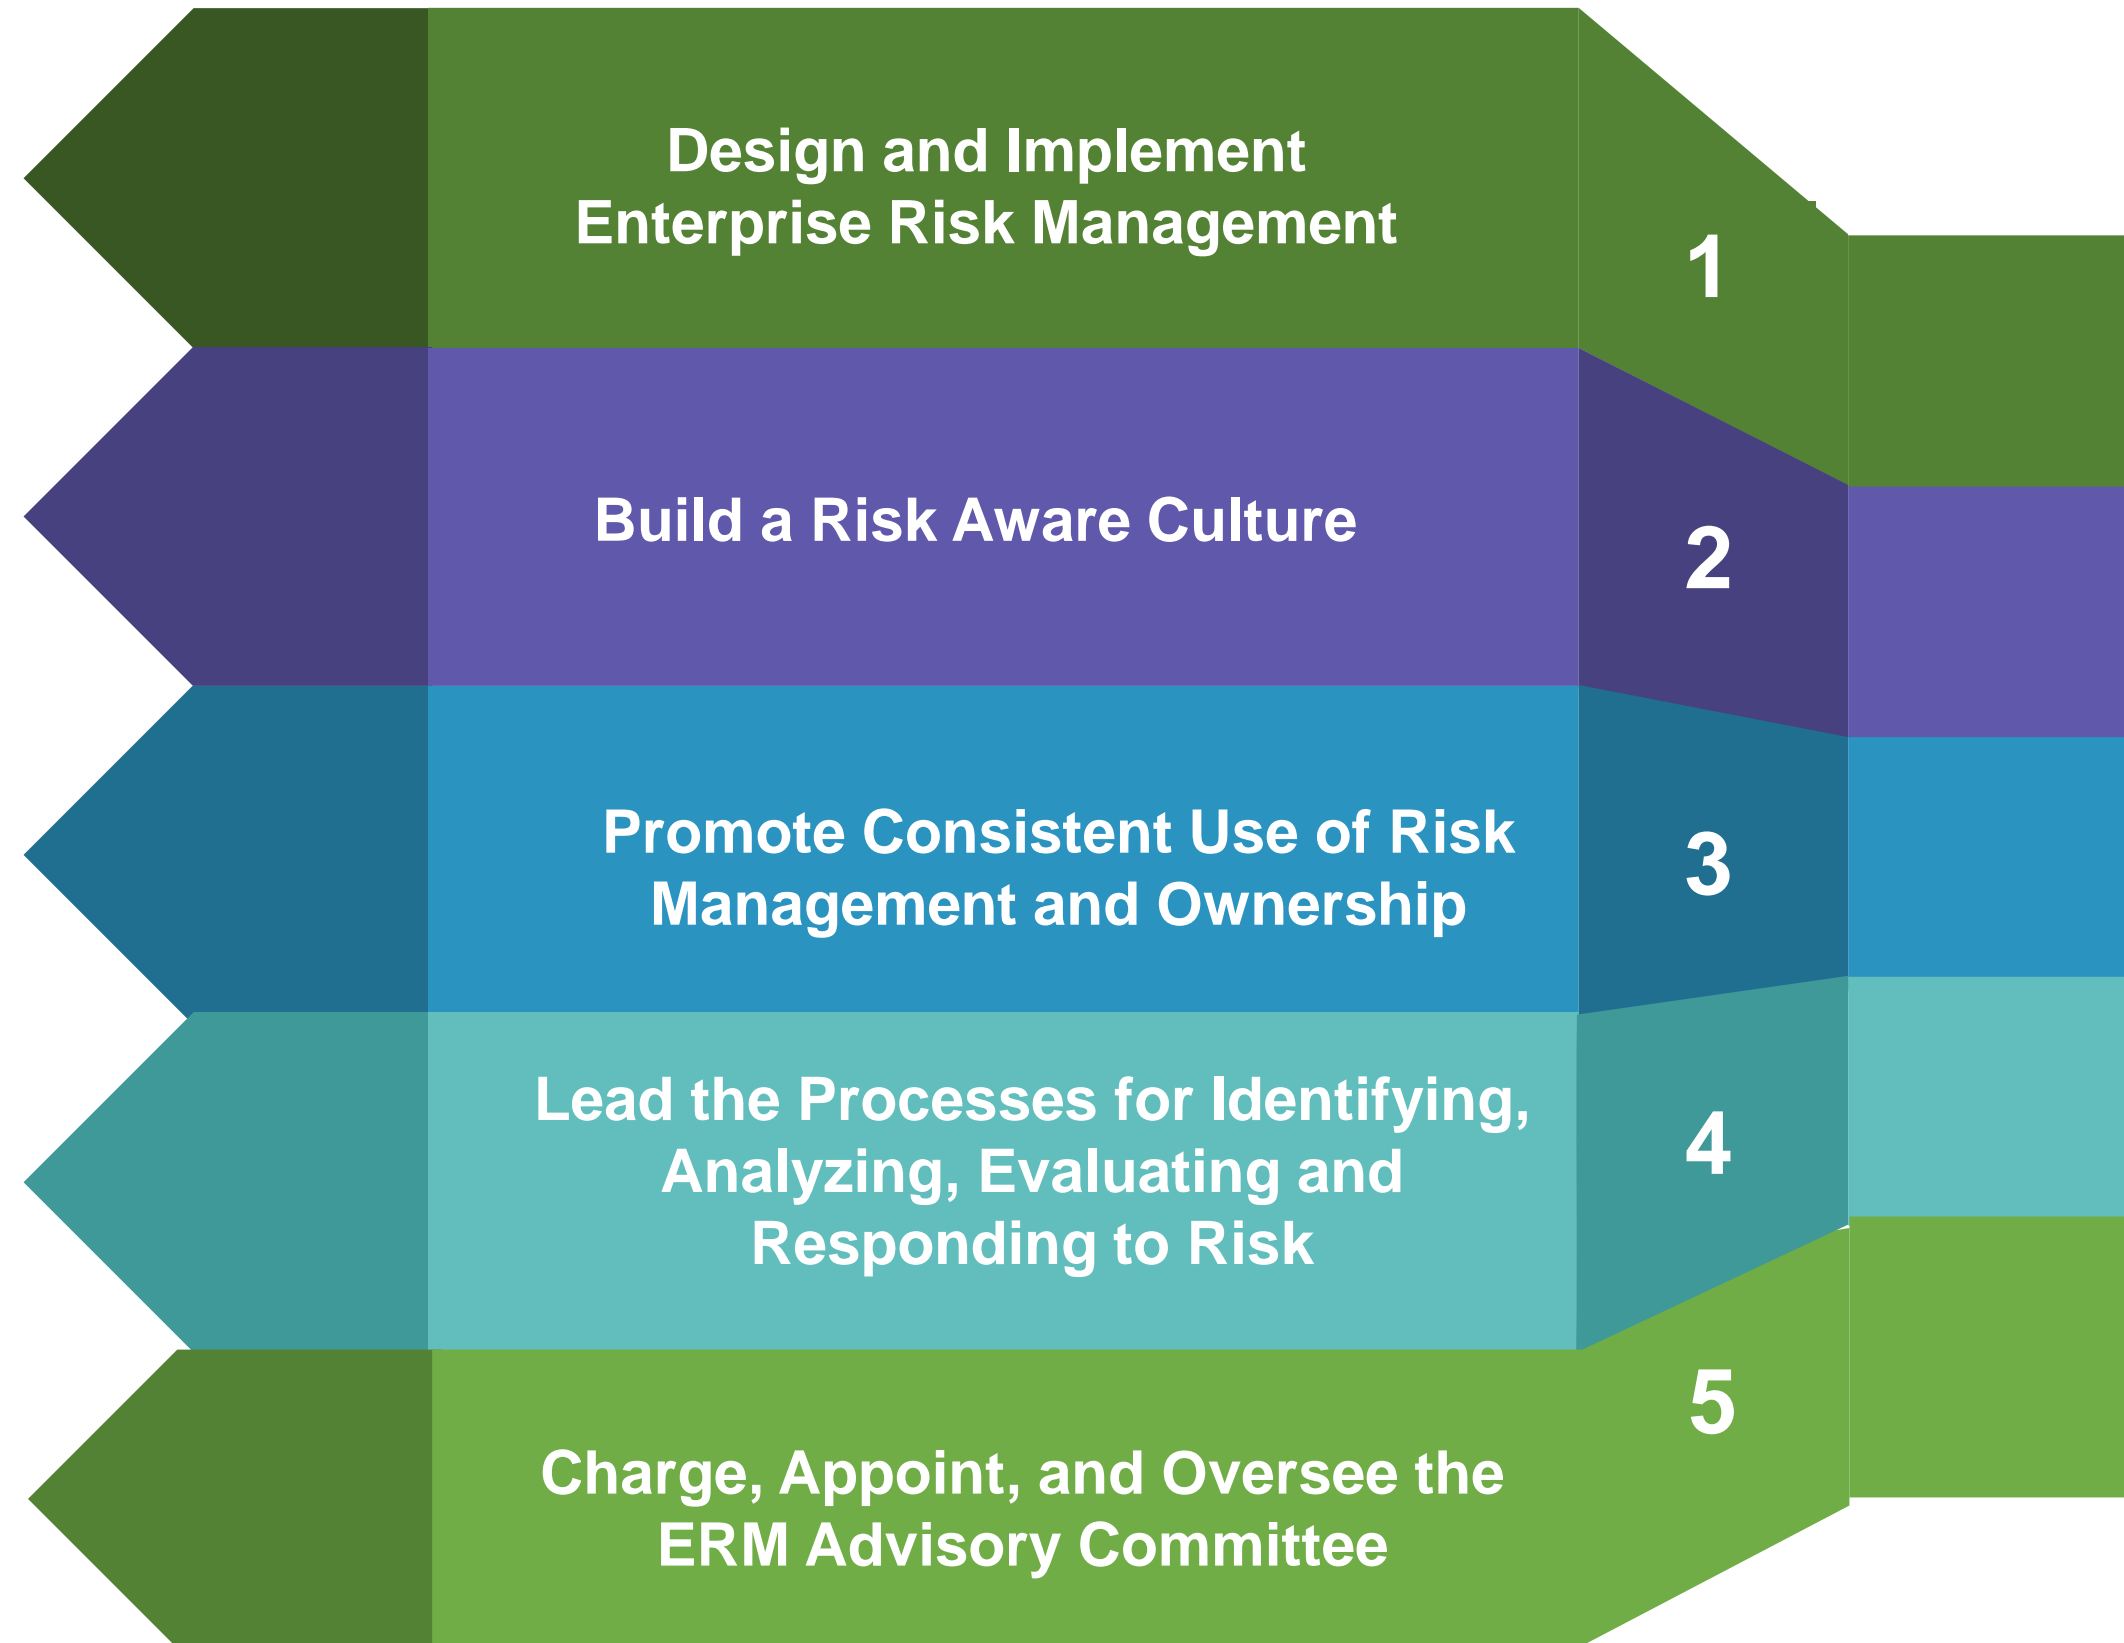 Design and Implement
Enterprise Risk Management
1
Build a Risk Aware Culture
2
Promote Consistent Use of Risk
Management and Ownership
3
Lead the Processes for Identifying,
Analyzing, Evaluating and
Responding to Risk
4
Charge, Appoint, and Oversee the
ERM Advisory Committee
5